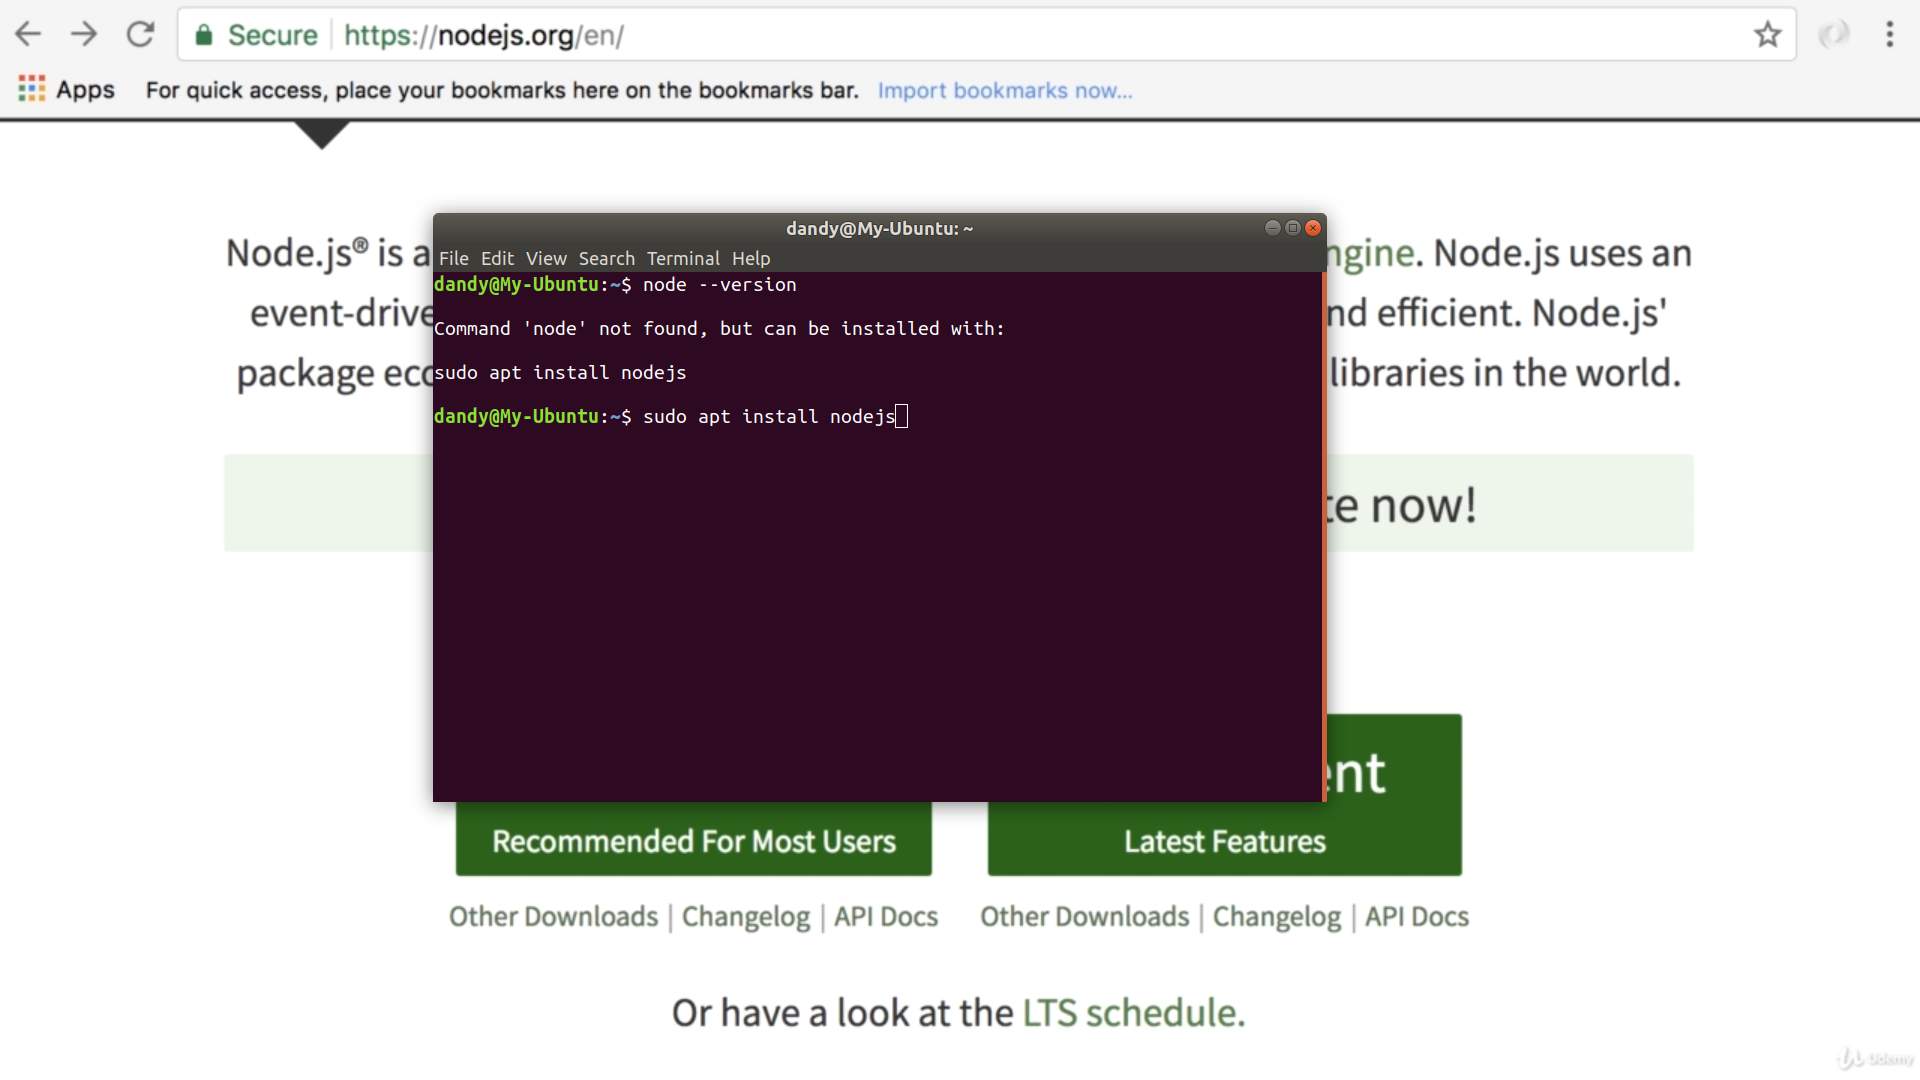 Secure https://nodejs.org/en/
Apps For quick access, place your bookmarks here on the bookmarks bar. Import bookmarks now...
dandy@My-Ubuntu: ~
File Edit View Search Terminal Help
dandy@My-Ubuntu:~$ node --version
Command 'node' not found, but can be installed with:
sudo apt install nodejs
dandy@My-Ubuntu:~$ sudo apt install nodejs
Node.js® is a
. Node.js uses an
nd efficient. Node.js'
libraries in the world.
package
now!
Recommended For Most Users
Latest Features
Other Downloads | Changelog | API Docs
Other Downloads | Changelog | API Docs
Or have a look at the LTS schedule.
Udemy